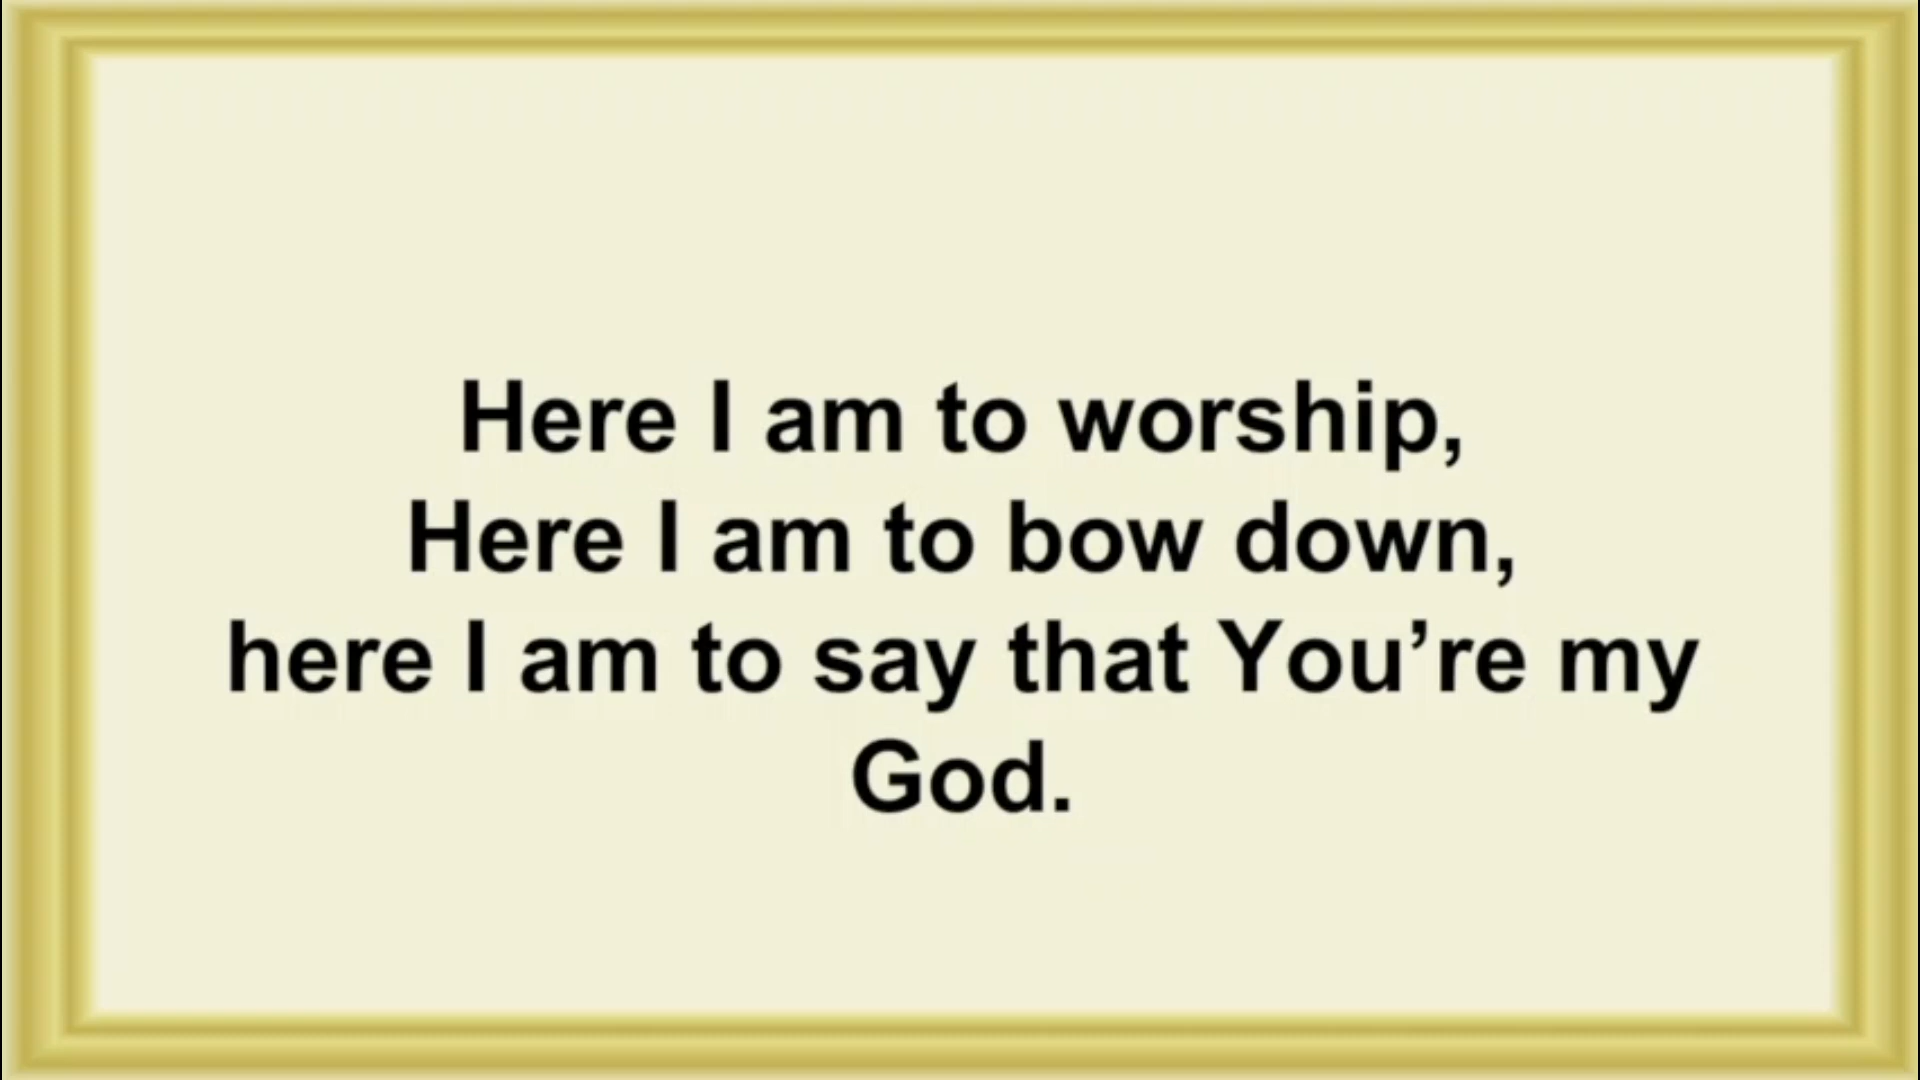 Here I am to worship,
Here I am to bow down,
here I am to say that You’re my
God.